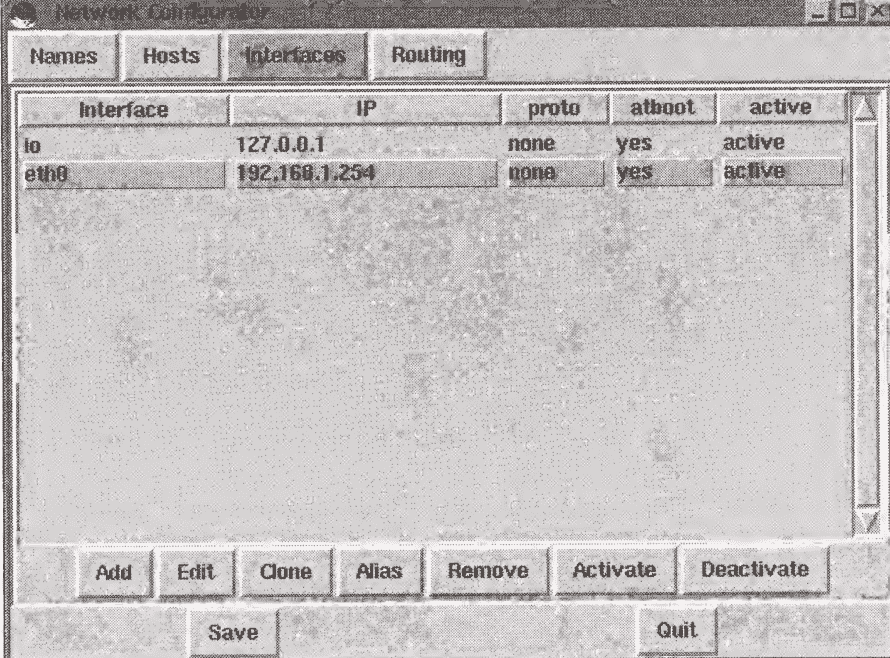 Network Configurator
Names Hosts Interfaces Routing
Interface IP proto atboot active
lo 127.0.0.1 none yes active
eth0 192.168.1.254 none yes active
Add Edit Clone Alias Remove Activate Deactivate
Save Quit